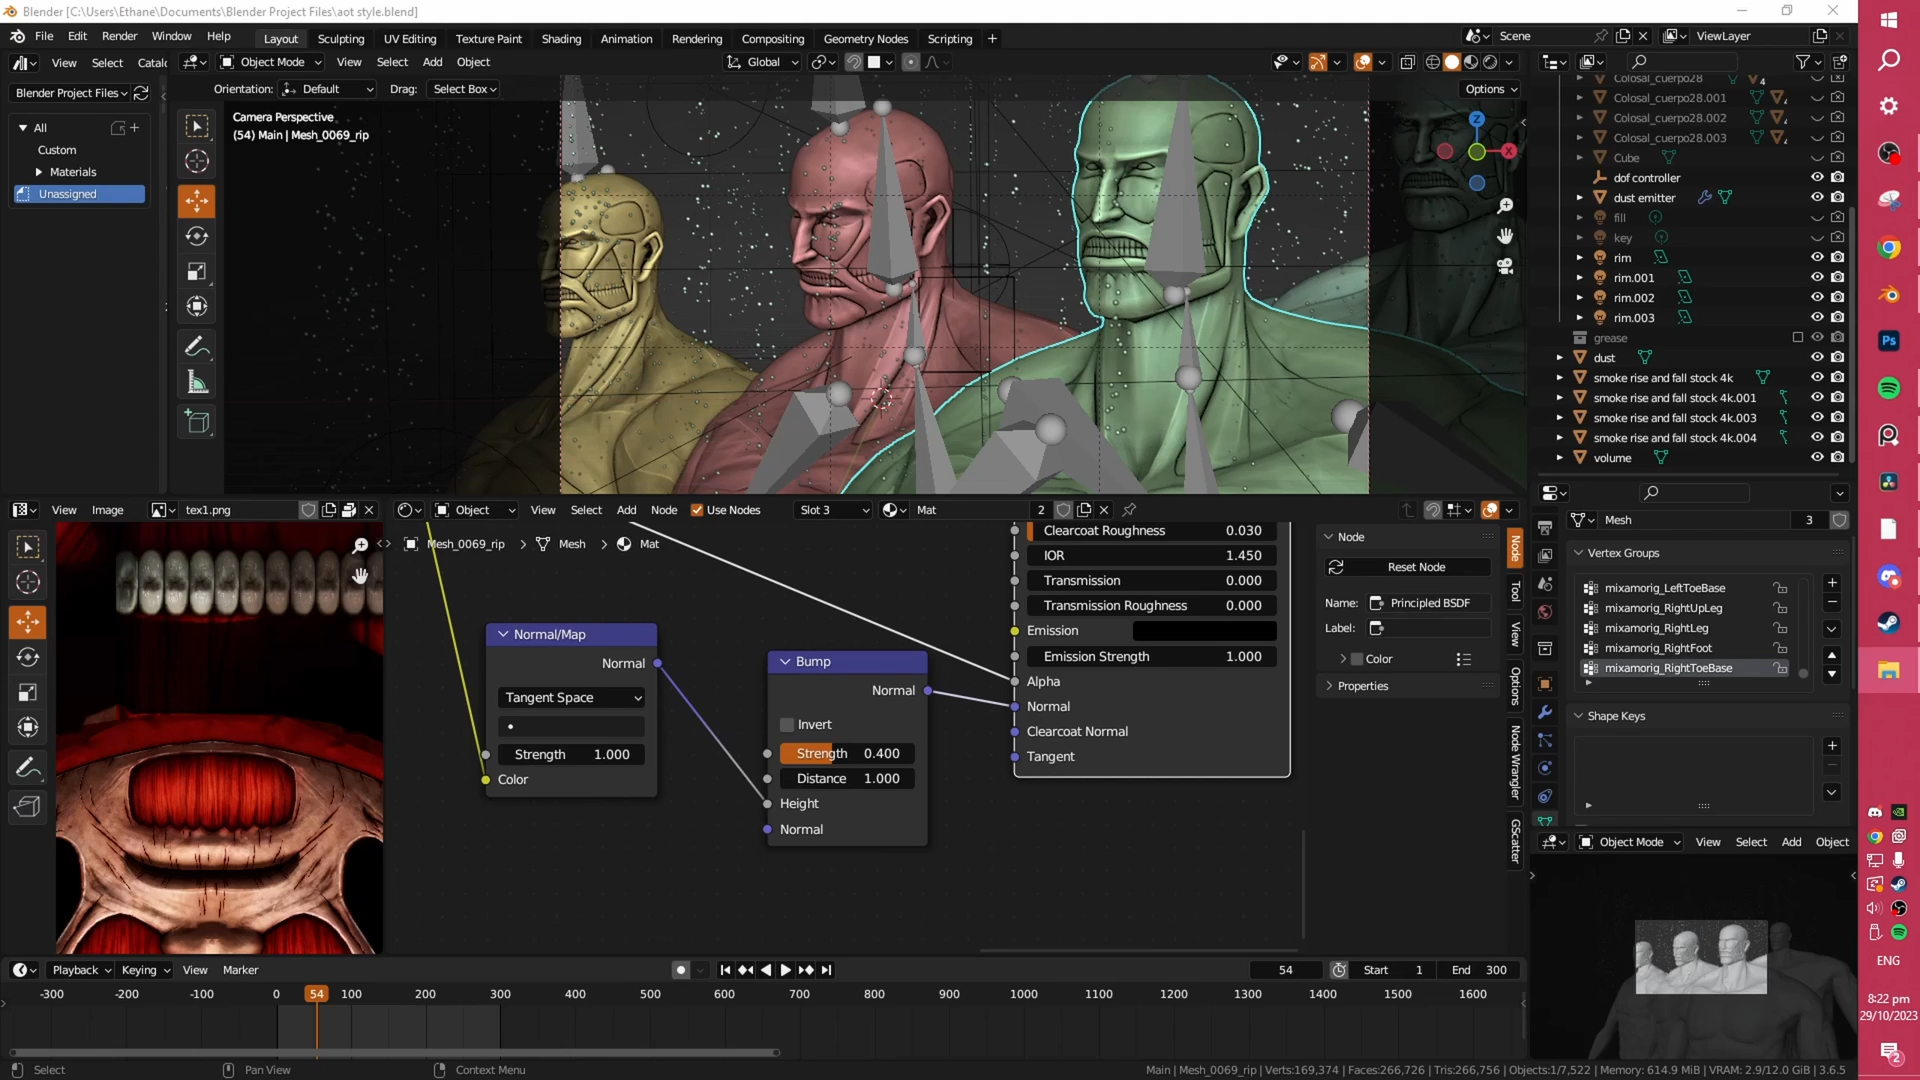 Blender [C:\Users\Ethane\Documents\Blender Project Files\aot style.blend]
File Edit Render Window Help
Layout Sculpting UV Editing Texture Paint Shading Animation Rendering Compositing Geometry Nodes Scripting +
Scene
ViewLayer
View Select Catalo
Object Mode View Select Add Object
Global
Blender Project Files
Orientation: Default Drag: Select Box
Options
All
Custom
Materials
Unassigned
Camera Perspective
(54) Main | Mesh_0069_rip
Z
X
Colosal_cuerpo28
Colosal_cuerpo28.001
Colosal_cuerpo28.002
Colosal_cuerpo28.003
Cube
dof controller
dust emitter
fill
key
rim
rim.001
rim.002
rim.003
grease
dust
smoke rise and fall stock 4k
smoke rise and fall stock 4k.001
smoke rise and fall stock 4k.003
smoke rise and fall stock 4k.004
volume
View Image tex1.png
Object View Select Add Node Use Nodes Slot 3 Mat 2
Mesh_0069_rip > Mesh > Mat
Normal/Map
Normal
Tangent Space
Strength 1.000
Color
Bump
Normal
Invert
Strength 0.400
Distance 1.000
Height
Normal
Clearcoat Roughness 0.030
IOR 1.450
Transmission 0.000
Transmission Roughness 0.000
Emission
Emission Strength 1.000
Alpha
Normal
Clearcoat Normal
Tangent
Node
Reset Node
Name: Principled BSDF
Label:
Color
Properties
Node
Tool
View
Options
Node Wrangler
GScatter
Mesh 3
Vertex Groups
mixamorig_LeftToeBase
mixamorig_RightUpLeg
mixamorig_RightLeg
mixamorig_RightFoot
mixamorig_RightToeBase
Shape Keys
Object Mode View Select Add Object
Playback Keying View Marker
54 Start 1 End 300
-300 -200 -100 0 54 100 200 300 400 500 600 700 800 900 1000 1100 1200 1300 1400 1500 1600
Select Pan View Context Menu
Main | Mesh_0069_rip | Verts:169,374 | Faces:266,726 | Tris:266,756 | Objects:1/7,522 | Memory: 614.9 MiB | VRAM: 2.9/12.0 GiB | 3.6.5
Ps
ENG
8:22 pm
29/10/2023
2